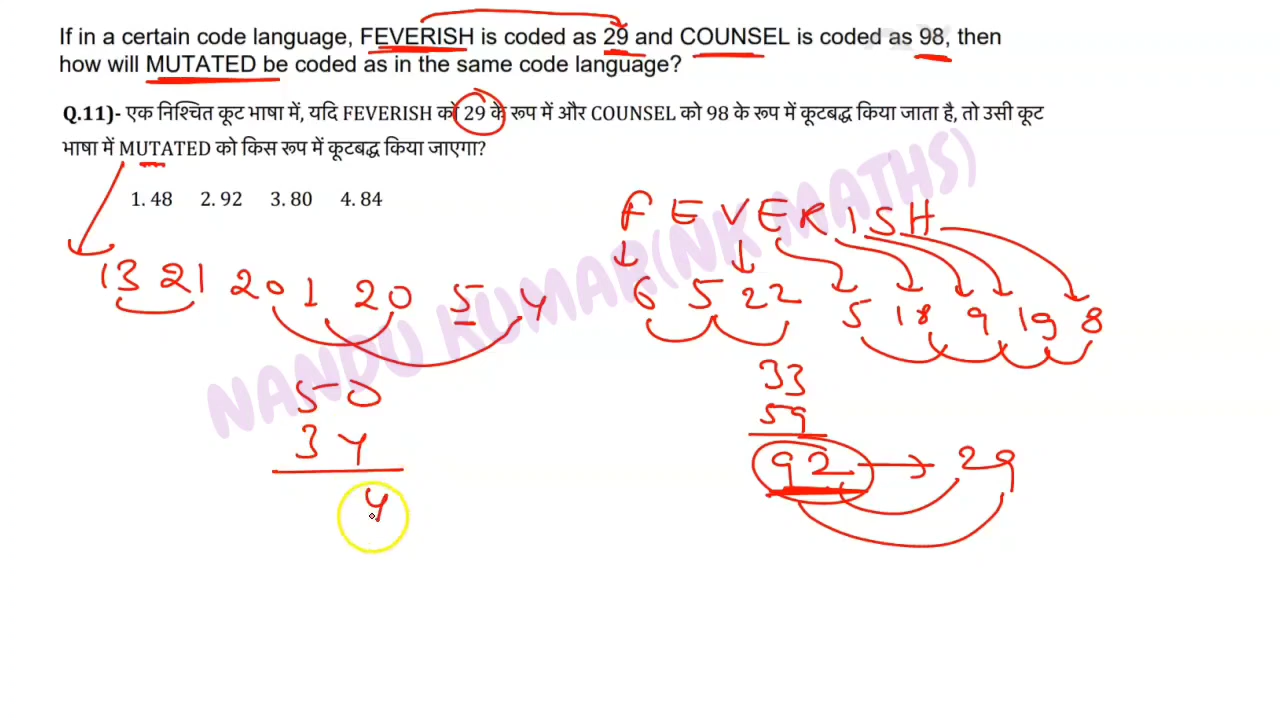 If in a certain code language, FEVERISH is coded as 29 and COUNSEL is coded as 98, then
how will MUTATED be coded as in the same code language?
Q.11)- एक निश्चित कूट भाषा में, यदि FEVERISH को 29 के रूप में और COUNSEL को 98 के रूप में कूटबद्ध किया जाता है, तो उसी कूट
भाषा में MUTATED को किस रूप में कूटबद्ध किया जाएगा?
1. 48 2. 92 3. 80 4. 84
F E V E R I S H
13 21 20 1 20 5 4
6 5 22 5 18 9 19 8
NANDU KUMAR(NK MATHS)
50
34
4
33
59
92 → 29